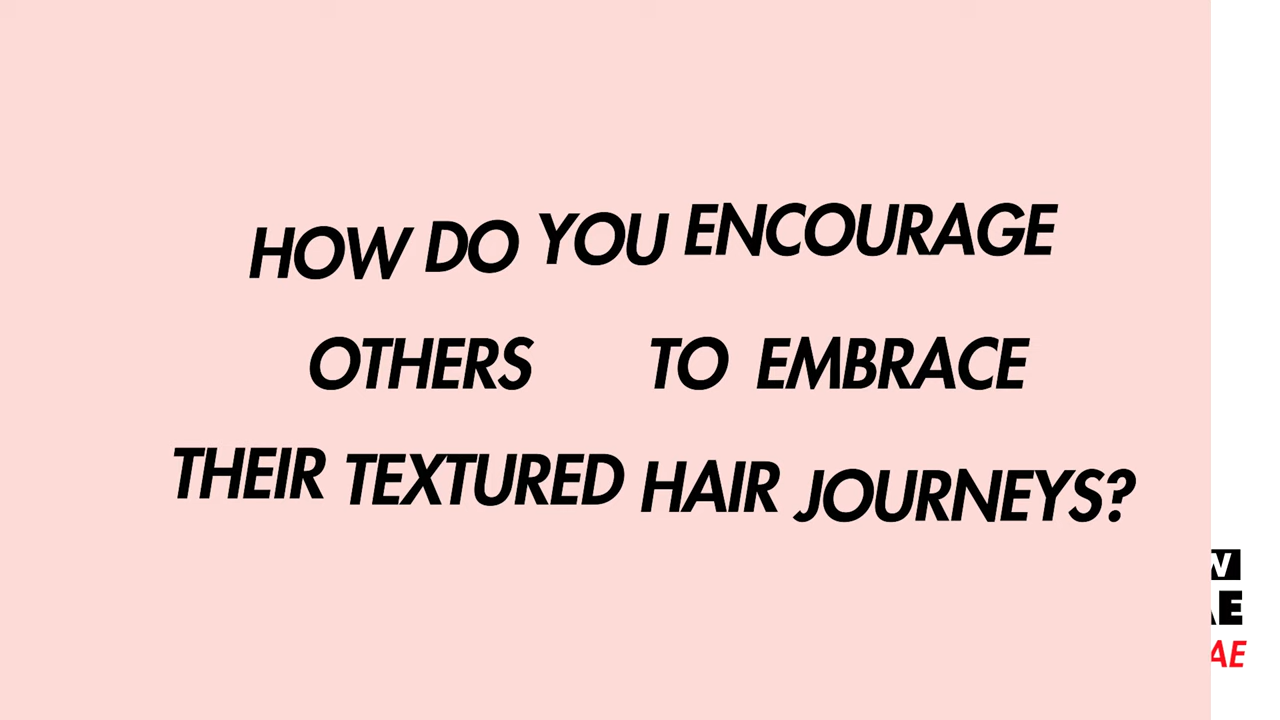 HOW DO YOU ENCOURAGE
OTHERS TO EMBRACE
THEIR TEXTURED HAIR JOURNEYS?